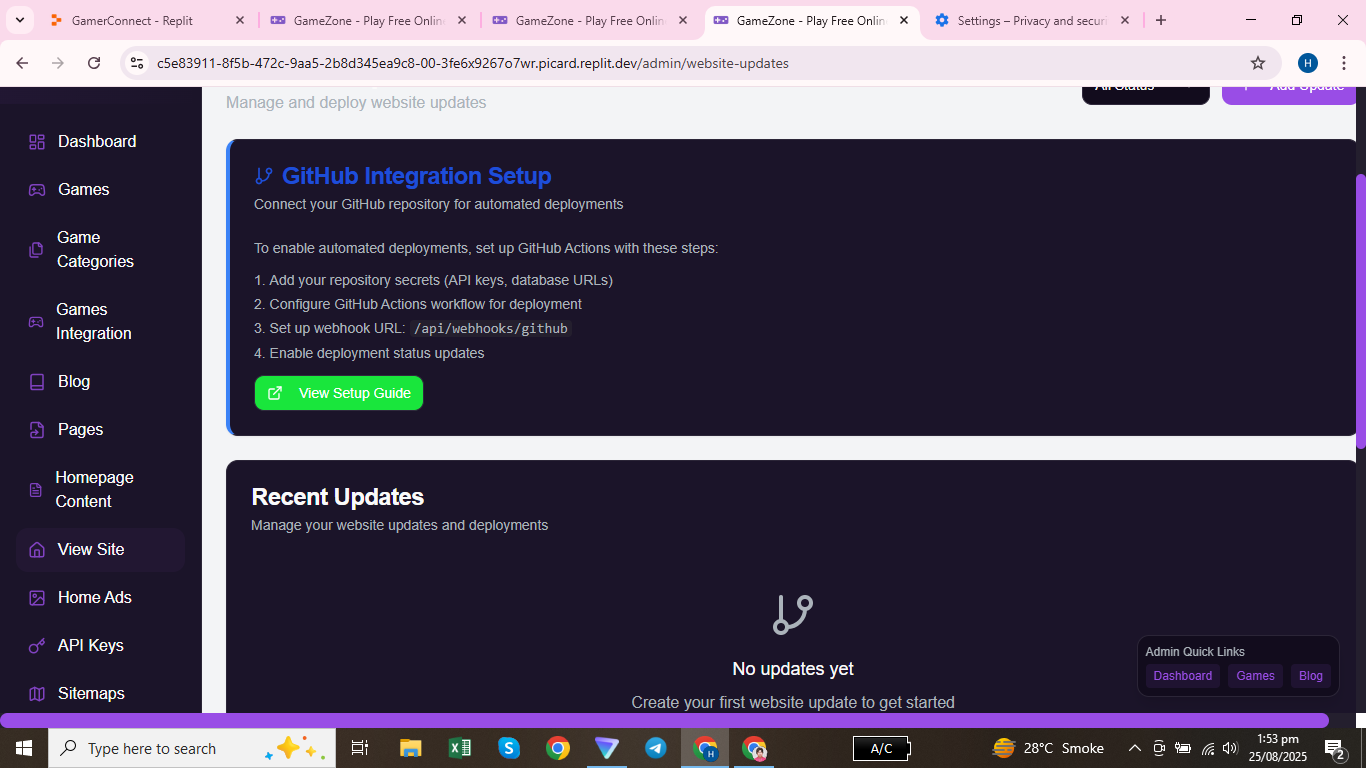 GamerConnect - Replit
GameZone - Play Free Onlin
GameZone - Play Free Onlin
GameZone - Play Free Onlin
Settings – Privacy and securi
c5e83911-8f5b-472c-9aa5-2b8d345ea9c8-00-3fe6x9267o7wr.picard.replit.dev/admin/website-updates
H
Dashboard
Games
Game
Categories
Games
Integration
Blog
Pages
Homepage
Content
View Site
Home Ads
API Keys
Sitemaps
Manage and deploy website updates
All Status
Add Update
GitHub Integration Setup
Connect your GitHub repository for automated deployments
To enable automated deployments, set up GitHub Actions with these steps:
1. Add your repository secrets (API keys, database URLs)
2. Configure GitHub Actions workflow for deployment
3. Set up webhook URL: /api/webhooks/github
4. Enable deployment status updates
View Setup Guide
Recent Updates
Manage your website updates and deployments
No updates yet
Create your first website update to get started
Admin Quick Links
Dashboard
Games
Blog
Type here to search
A/C
28°C Smoke
1:53 pm
25/08/2025
2